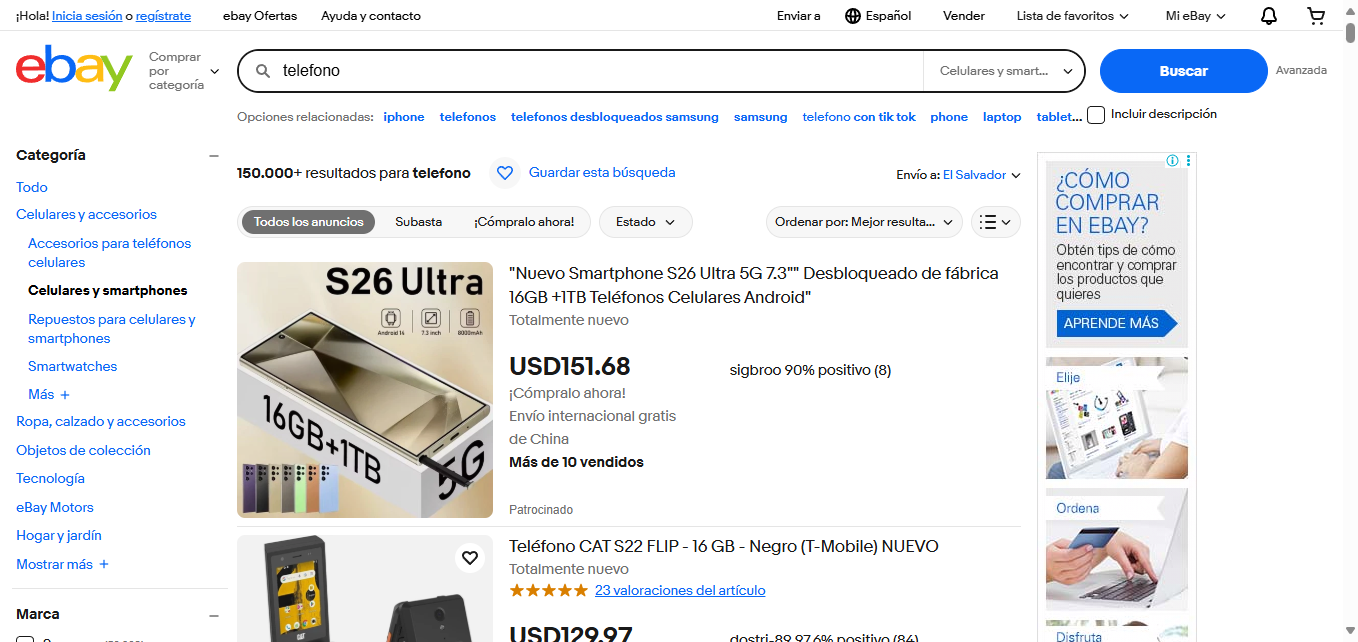 ¡Hola! Inicia sesión o regístrate
ebay Ofertas
Ayuda y contacto
Enviar a
Español
Vender
Lista de favoritos
Mi eBay
ebay
Comprar por categoría
telefono
Celulares y smart...
Buscar
Avanzada
Opciones relacionadas: iphone telefonos telefonos desbloqueados samsung samsung telefono con tik tok phone laptop tablet...
Incluir descripción
Categoría
Todo
Celulares y accesorios
Accesorios para teléfonos
celulares
Celulares y smartphones
Repuestos para celulares y
smartphones
Smartwatches
Más +
Ropa, calzado y accesorios
Objetos de colección
Tecnología
eBay Motors
Hogar y jardín
Mostrar más +
Marca
150.000+ resultados para telefono
Guardar esta búsqueda
Envío a: El Salvador
Todos los anuncios
Subasta
¡Cómpralo ahora!
Estado
Ordenar por: Mejor resulta...
S26 Ultra
Android 14
7.3 inch
8000mAh
16GB+1TB
5G
"Nuevo Smartphone S26 Ultra 5G 7.3"" Desbloqueado de fábrica
16GB +1TB Teléfonos Celulares Android"
Totalmente nuevo
USD151.68
sigbroo 90% positivo (8)
¡Cómpralo ahora!
Envío internacional gratis
de China
Más de 10 vendidos
Patrocinado
CAT
Teléfono CAT S22 FLIP - 16 GB - Negro (T-Mobile) NUEVO
Totalmente nuevo
23 valoraciones del artículo
USD129.97
dostri-89 97.6% positivo (84)
¿CÓMO
COMPRAR
EN EBAY?
Obtén tips de cómo
encontrar y comprar
los productos que
quieres
APRENDE MÁS
Elije
Ordena
Disfruta